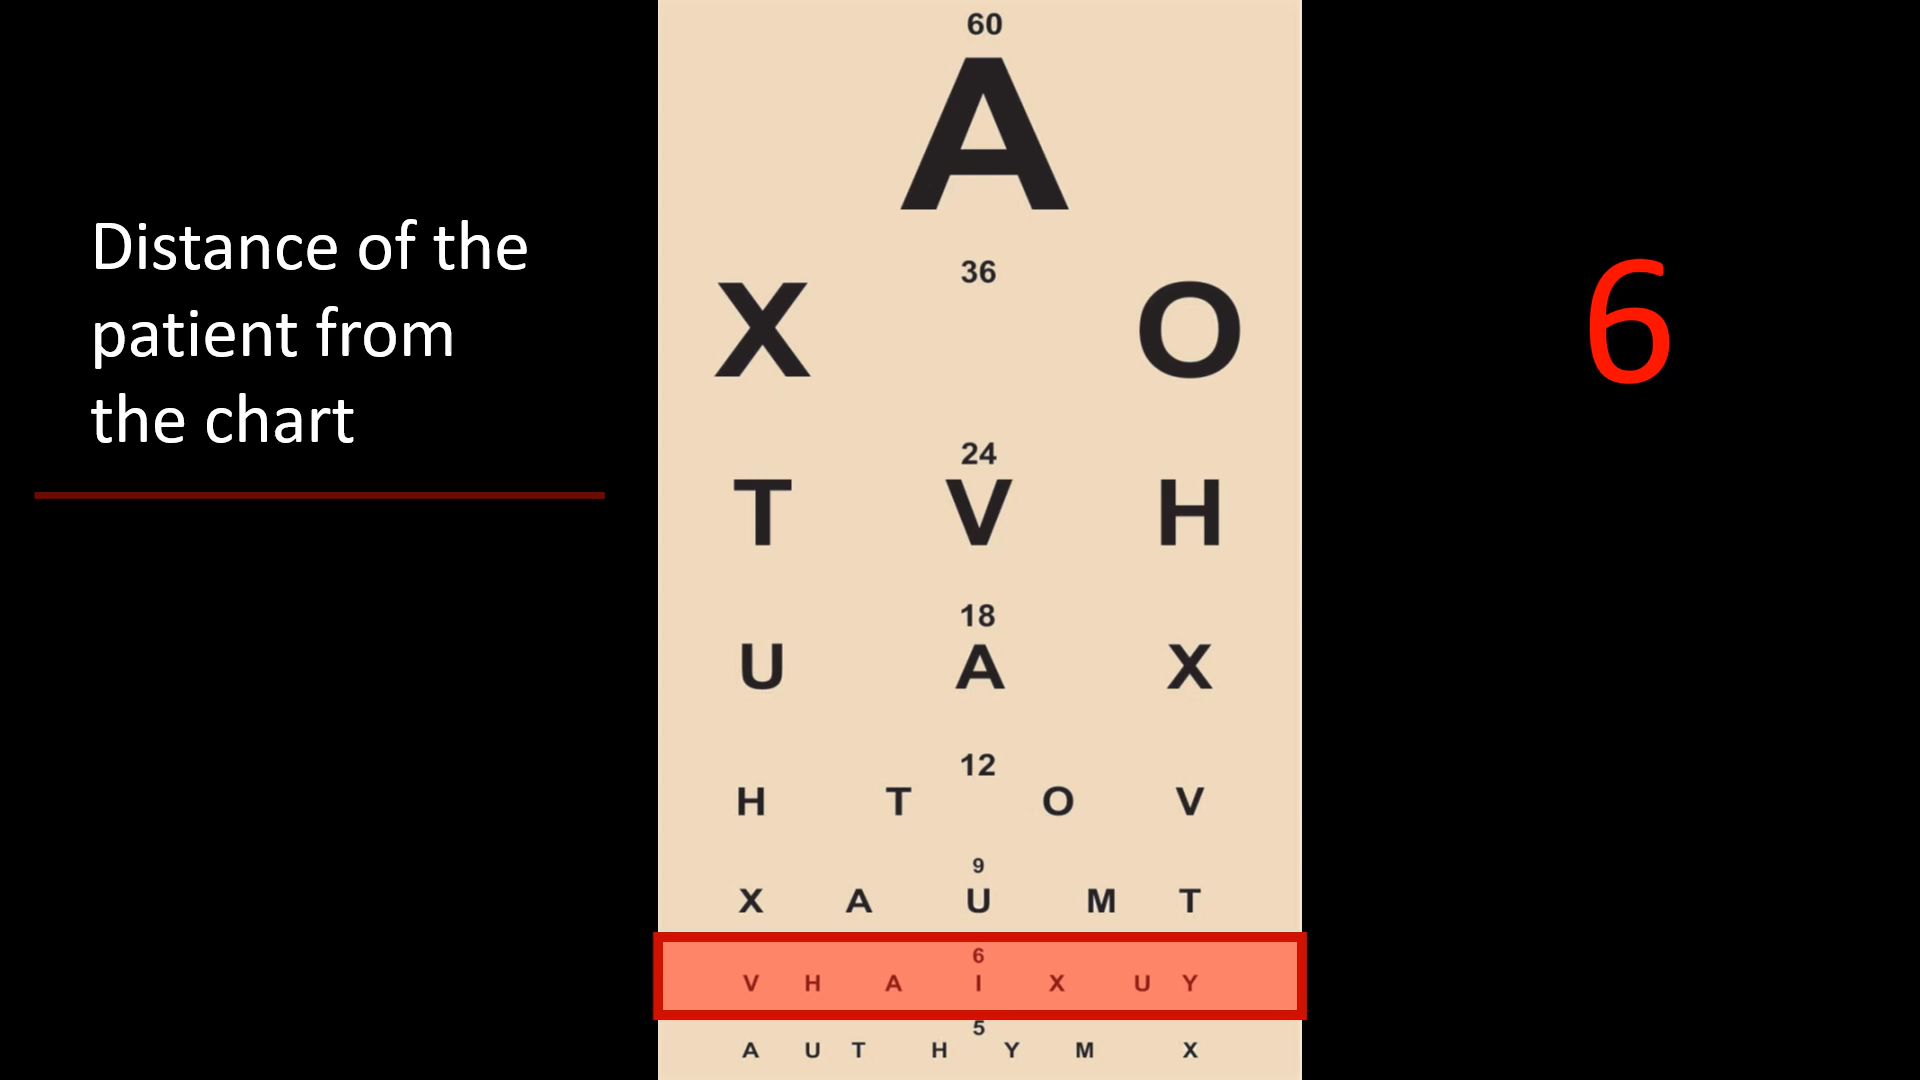 Distance of the
patient from
the chart
60
A
36
X O
24
T V H
18
U A X
12
H T O V
9
X A U M T
6
V H A I X U Y
5
A U T H Y M X
6